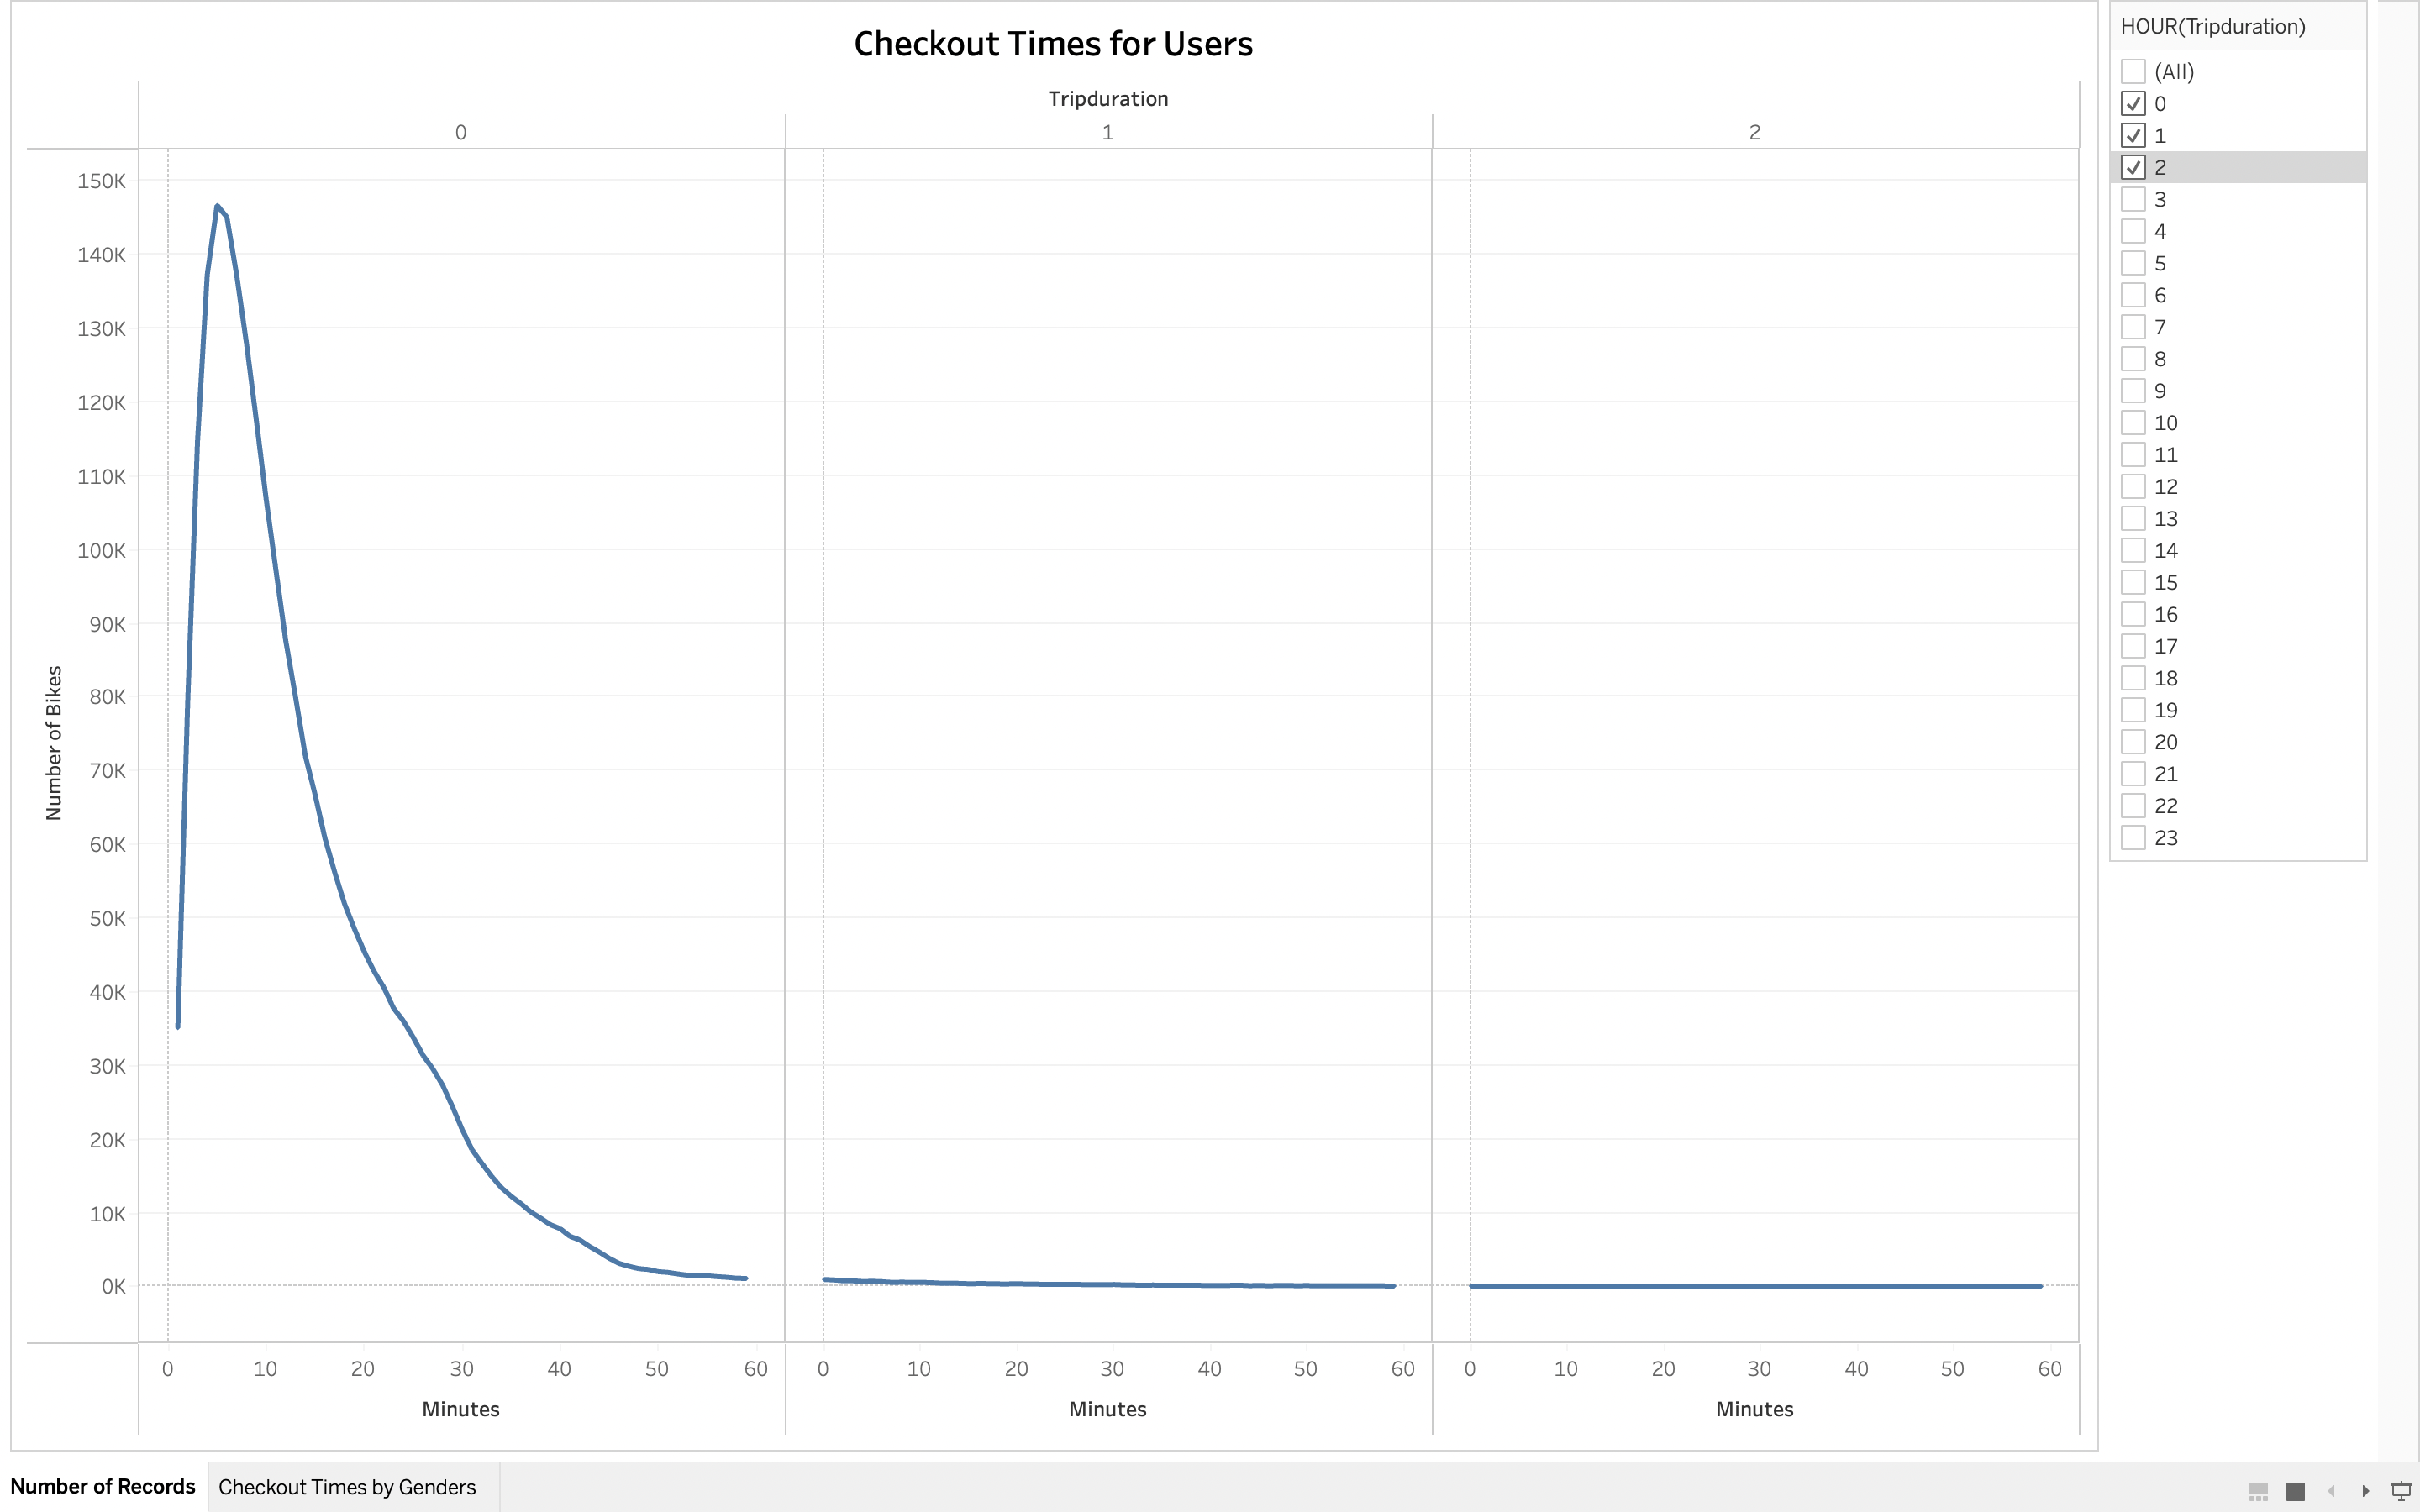 Checkout Times for Users
Tripduration
0 1 2
150K
140K
130K
120K
110K
100K
90K
80K
70K
60K
50K
40K
30K
20K
10K
0K
Number of Bikes
0 10 20 30 40 50 60 0 10 20 30 40 50 60 0 10 20 30 40 50 60
Minutes Minutes Minutes
HOUR(Tripduration)
(All)
0
1
2
3
4
5
6
7
8
9
10
11
12
13
14
15
16
17
18
19
20
21
22
23
Number of Records Checkout Times by Genders